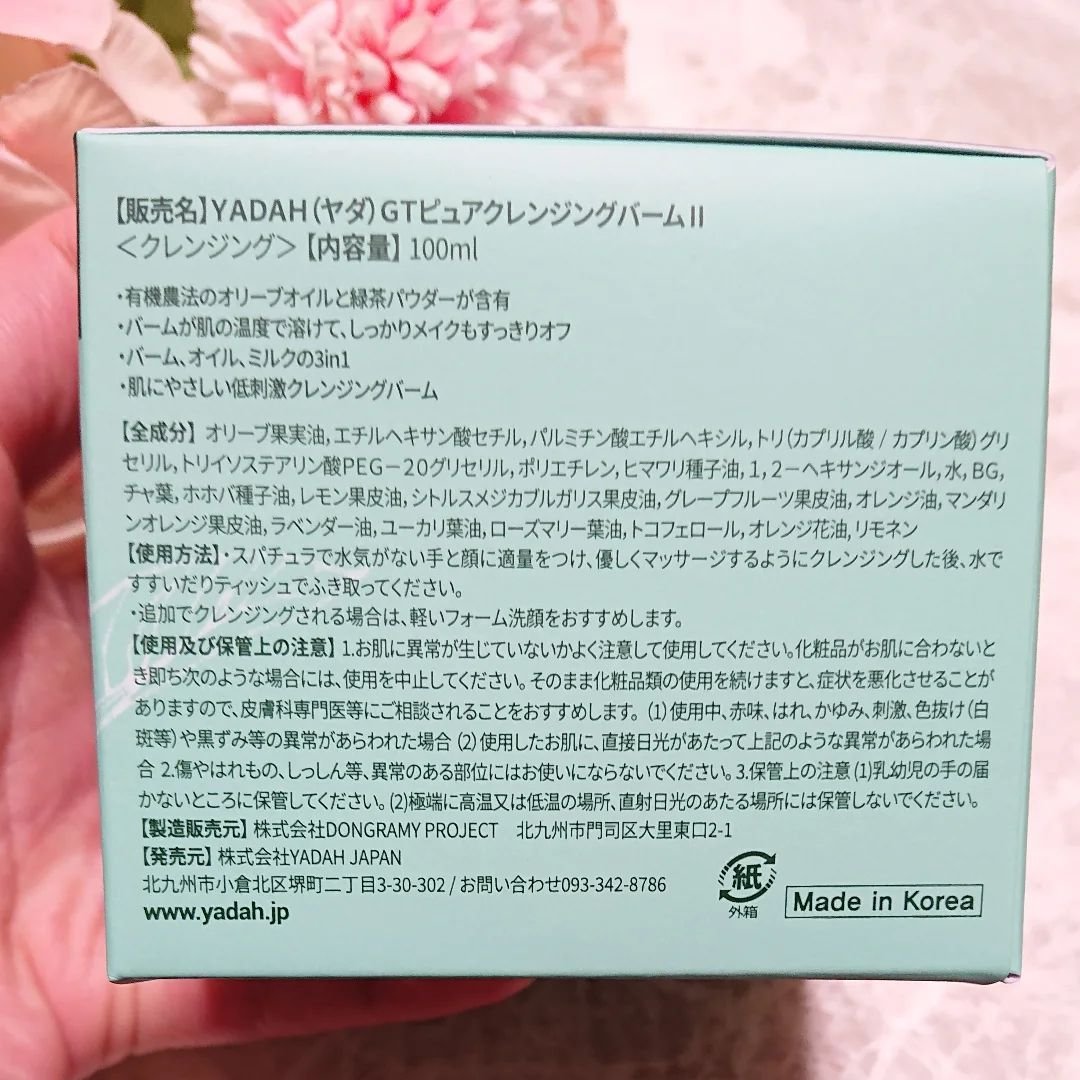 【販売名】YADAH（ヤダ）GTピュアクレンジングバームⅡ
＜クレンジング＞【内容量】100ml
・有機農法のオリーブオイルと緑茶パウダーが含有
・バームが肌の温度で溶けて、しっかりメイクもすっきりオフ
・バーム、オイル、ミルクの3in1
・肌にやさしい低刺激クレンジングバーム
【全成分】オリーブ果実油,エチルヘキサン酸セチル,パルミチン酸エチルヘキシル,トリ（カプリル酸 / カプリン酸）グリ
セリル,トリイソステアリン酸PEG－20グリセリル,ポリエチレン,ヒマワリ種子油,1,2－ヘキサンジオール,水,BG,
チャ葉,ホホバ種子油,レモン果皮油,シトルスメジカブルガリス果皮油,グレープフルーツ果皮油,オレンジ油,マンダリ
ンオレンジ果皮油,ラベンダー油,ユーカリ葉油,ローズマリー葉油,トコフェロール,オレンジ花油,リモネン
【使用方法】・スパチュラで水気がない手と顔に適量をつけ、優しくマッサージするようにクレンジングした後、水で
すすいだりティッシュでふき取ってください。
・追加でクレンジングされる場合は、軽いフォーム洗顔をおすすめします。
【使用及び保管上の注意】1.お肌に異常が生じていないかよく注意して使用してください。化粧品がお肌に合わないと
き即ち次のような場合には、使用を中止してください。そのまま化粧品類の使用を続けますと、症状を悪化させることが
ありますので、皮膚科専門医等にご相談されることをおすすめします。（1）使用中、赤味、はれ、かゆみ、刺激、色抜け（白
斑等）や黒ずみ等の異常があらわれた場合（2）使用したお肌に、直接日光があたって上記のような異常があらわれた場
合 2.傷やはれもの、しっしん等、異常のある部位にはお使いにならないでください。3.保管上の注意（1）乳幼児の手の届
かないところに保管してください。（2）極端に高温又は低温の場所、直射日光のあたる場所には保管しないでください。
【製造販売元】株式会社DONGRAMY PROJECT　北九州市門司区大里東口2-1
【発売元】株式会社YADAH JAPAN
北九州市小倉北区堺町二丁目3-30-302 / お問い合わせ093-342-8786
www.yadah.jp
紙
外箱
Made in Korea